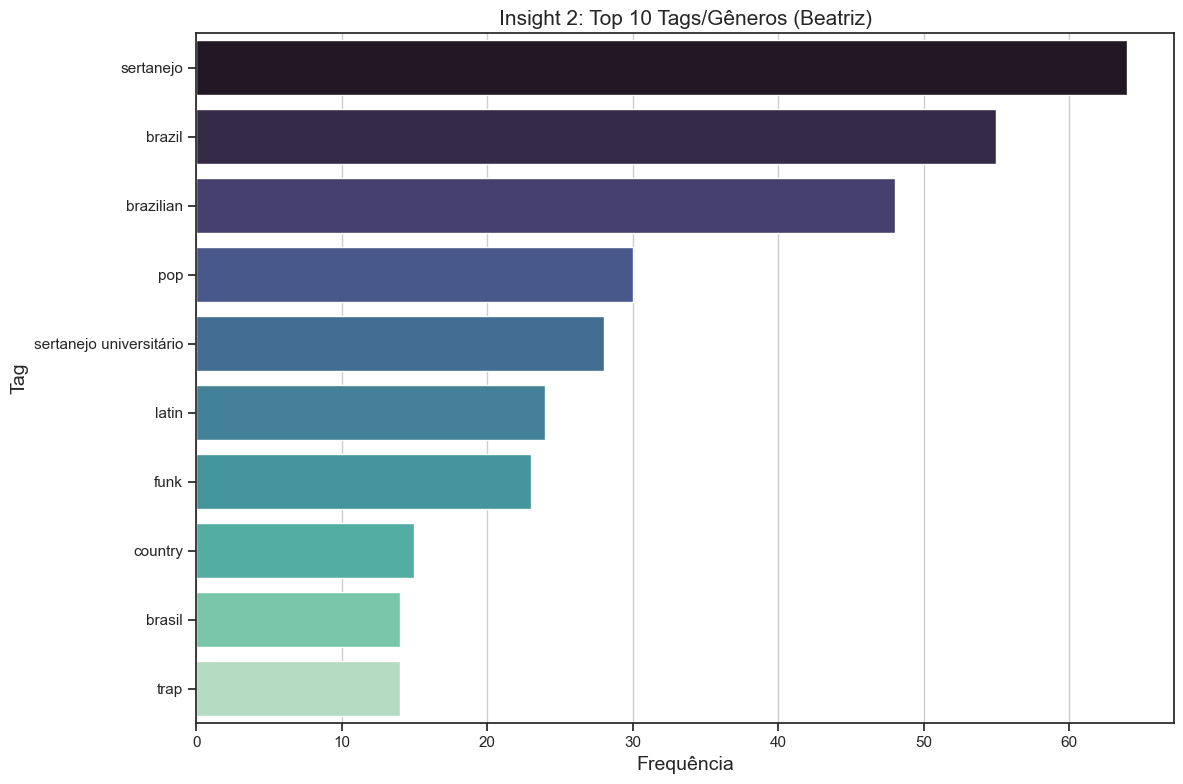 Insight 2: Top 10 Tags/Gêneros (Beatriz)
Tag
sertanejo
brazil
brazilian
pop
sertanejo universitário
latin
funk
country
brasil
trap
0 10 20 30 40 50 60
Frequência